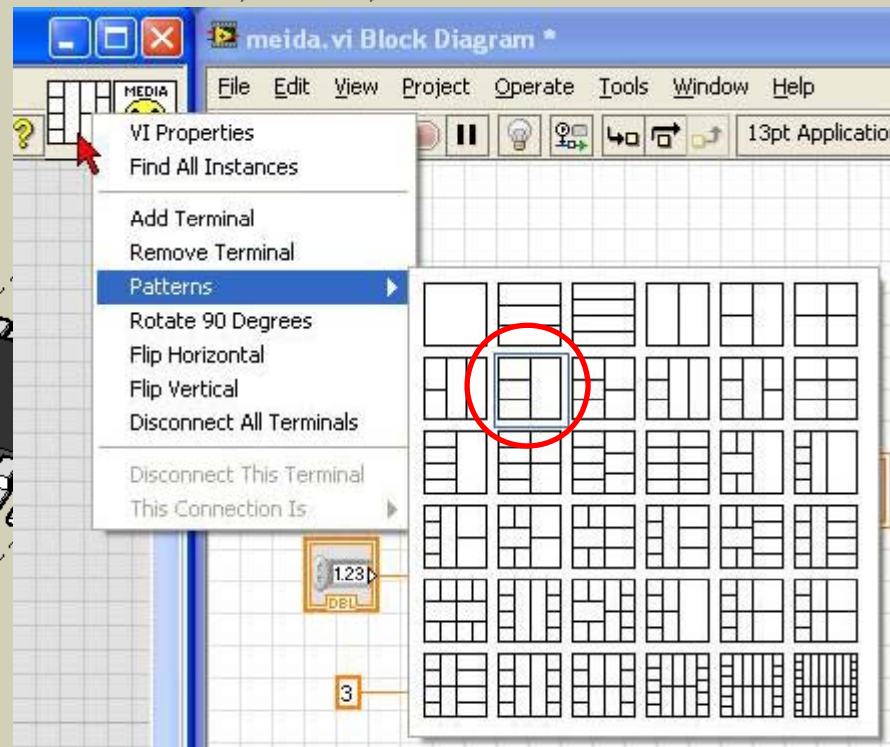 meida.vi Block Diagram *
MEDIA
File Edit View Project Operate Tools Window Help
13pt Applicatio
VI Properties
Find All Instances
Add Terminal
Remove Terminal
Patterns
Rotate 90 Degrees
Flip Horizontal
Flip Vertical
Disconnect All Terminals
Disconnect This Terminal
This Connection Is
1.23
DBL
3